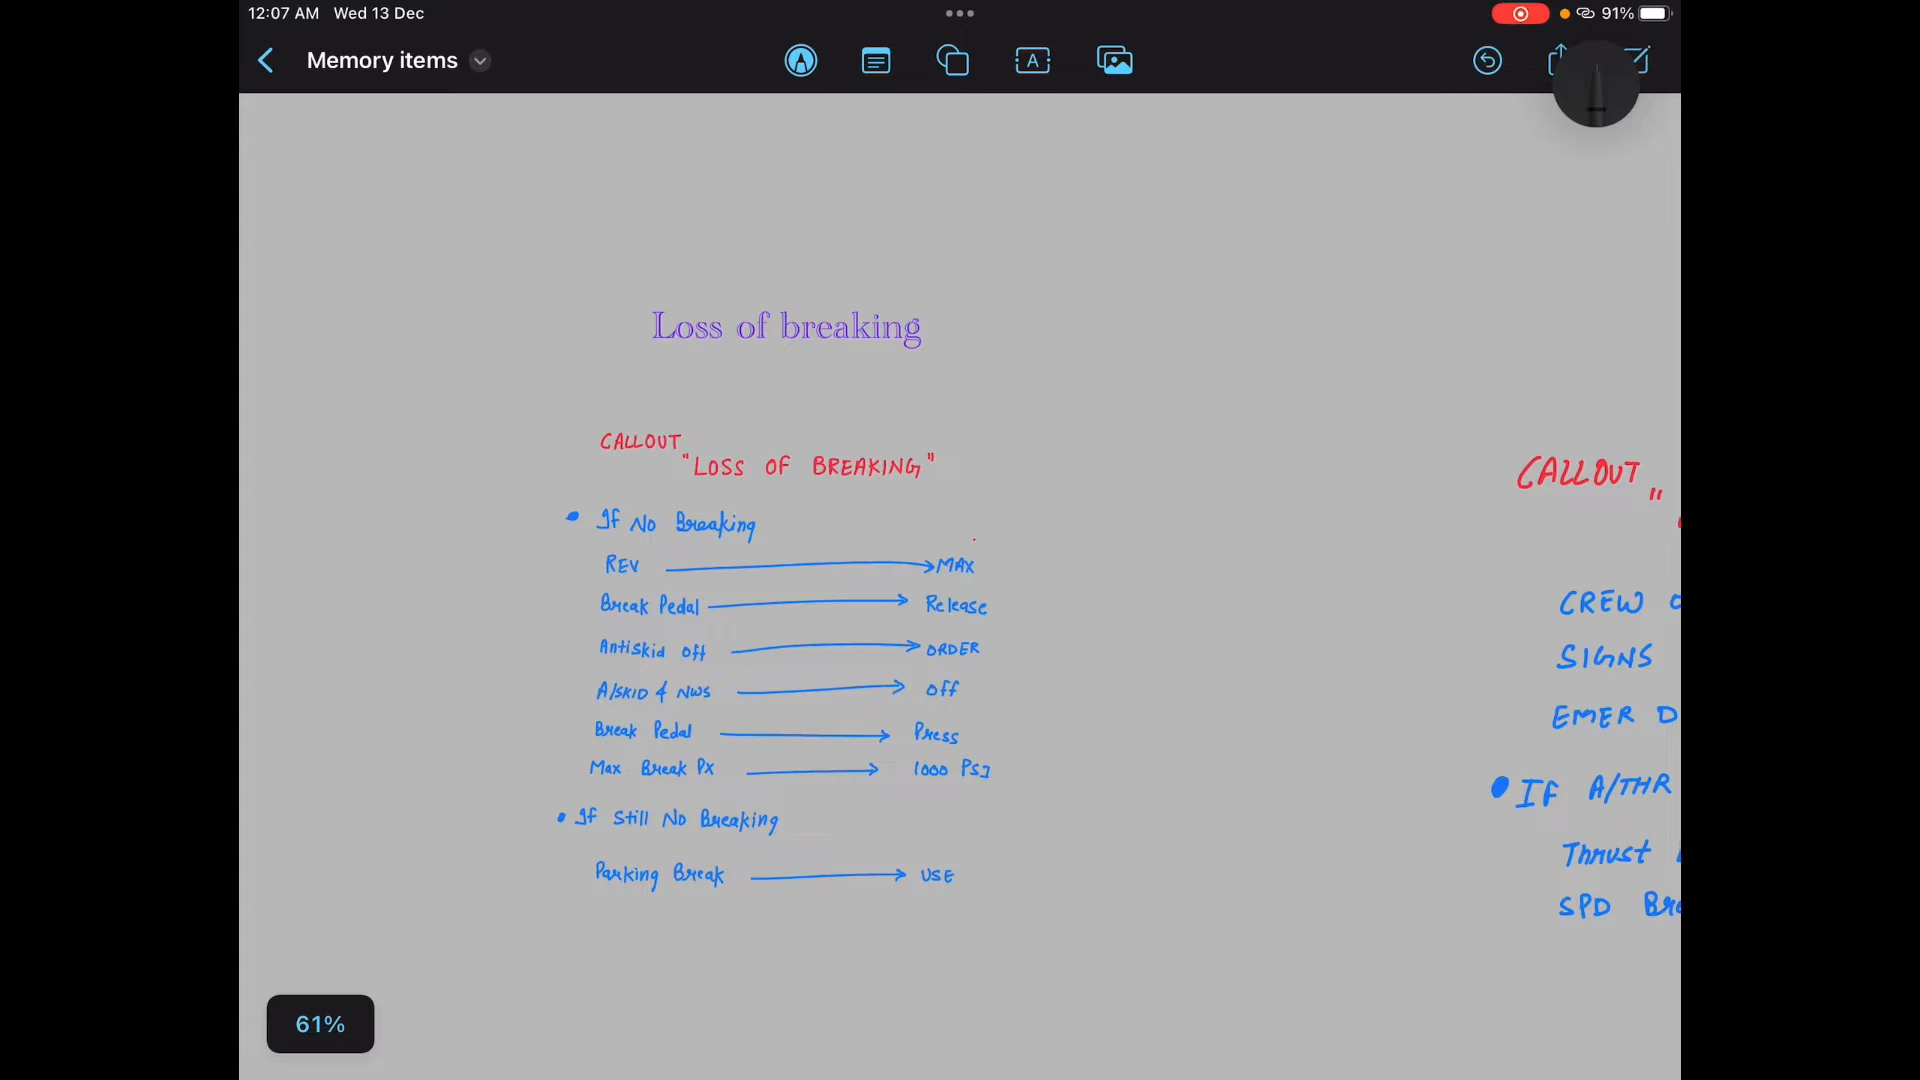 12:07 AM Wed 13 Dec
91%
Memory items
Loss of breaking
CALLOUT
"LOSS OF BREAKING"
• If No Breaking
REV → MAX
Break Pedal → Release
Antiskid off → ORDER
A/SKID & NWS → off
Break Pedal → Press
Max Break Px → 1000 PSI
• If Still No Breaking
Parking Break → USE
CALLOUT "
CREW
SIGNS
EMER D
• IF A/THR
Thrust
SPD Bre
61%